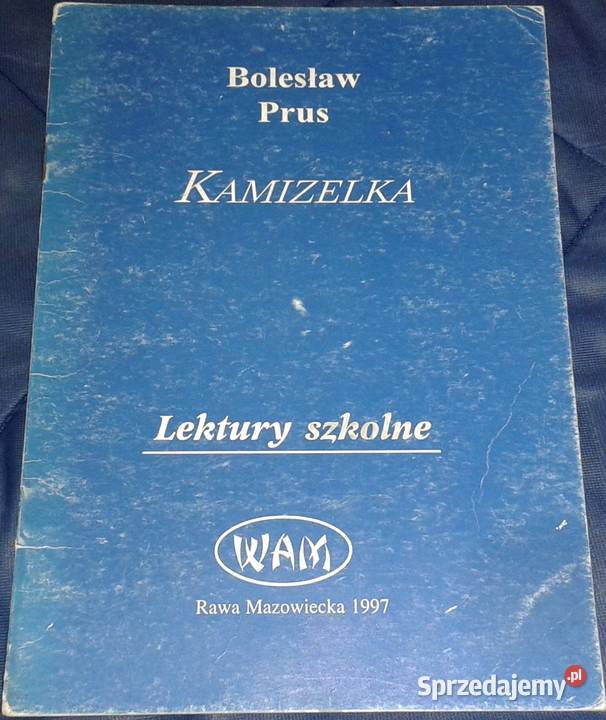 Bolesław
Prus
KAMIZELKA
Lektury szkolne
WAM
Rawa Mazowiecka 1997
Sprzedajemy.pl